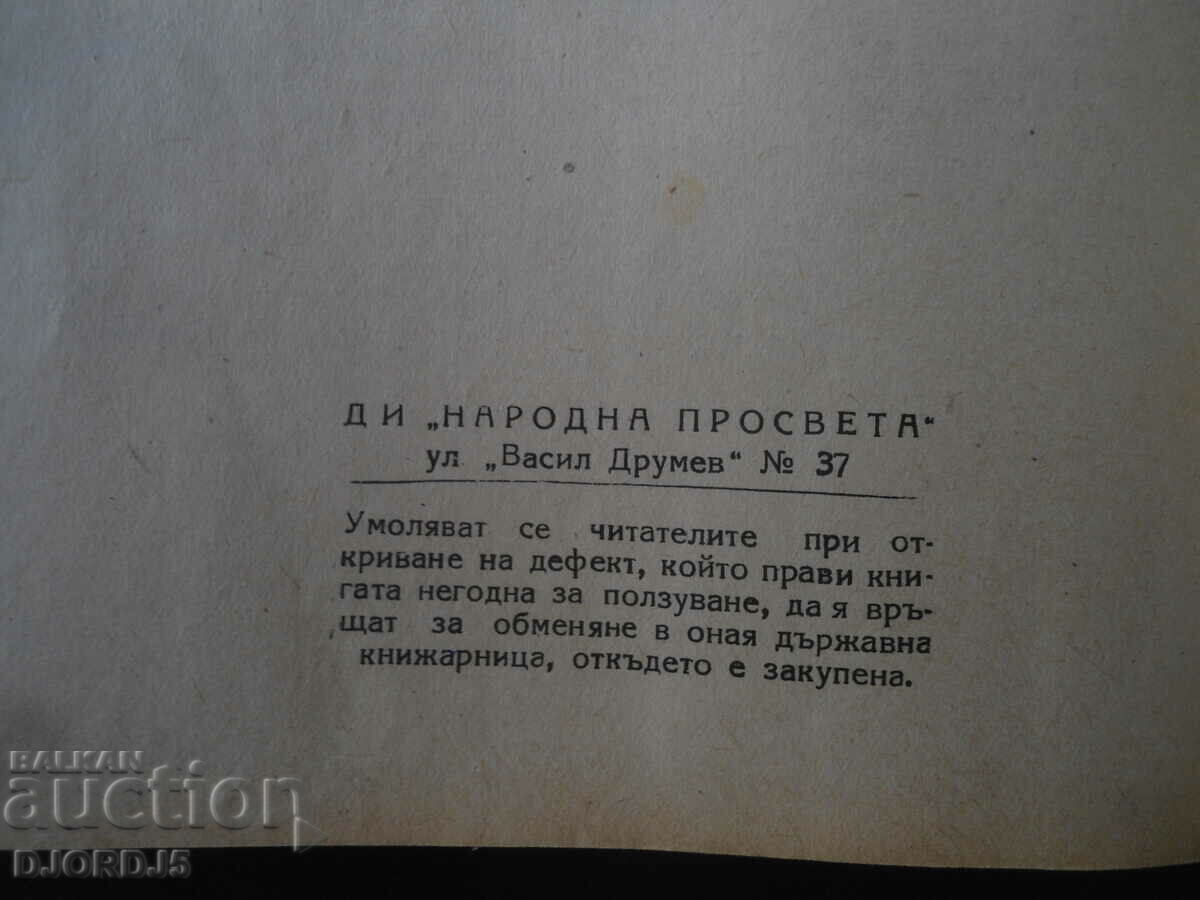 ДИ „НАРОДНА ПРОСВЕТА“
ул „Васил Друмев“ № 37
Умоляват се читателите при от-
криване на дефект, който прави кни-
гата негодна за ползуване, да я връ-
щат за обменяне в оная държавна
книжарница, откъдето е закупена.
BALKAN
auction
DJORDJ5